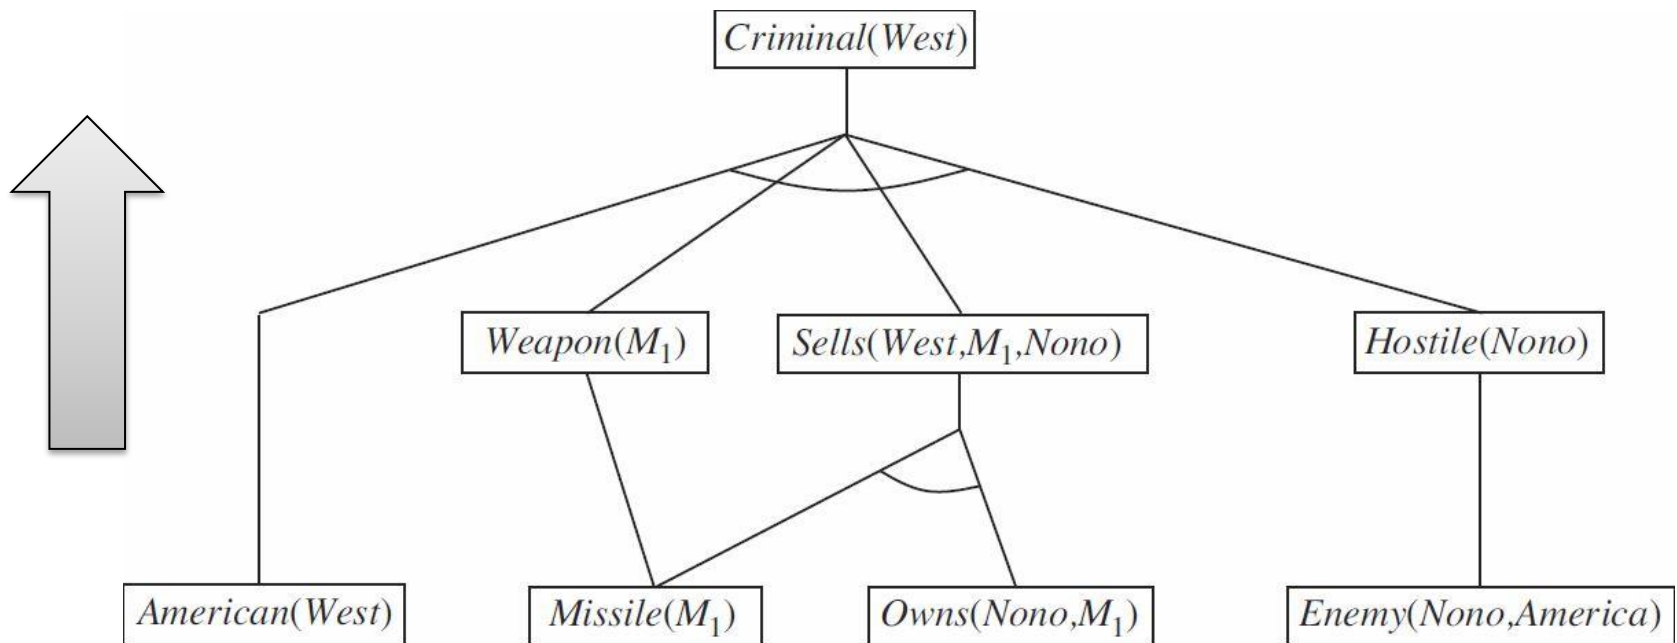 Criminal(West)
Weapon(M₁)
Sells(West,M₁,Nono)
Hostile(Nono)
American(West)
Missile(M₁)
Owns(Nono,M₁)
Enemy(Nono,America)